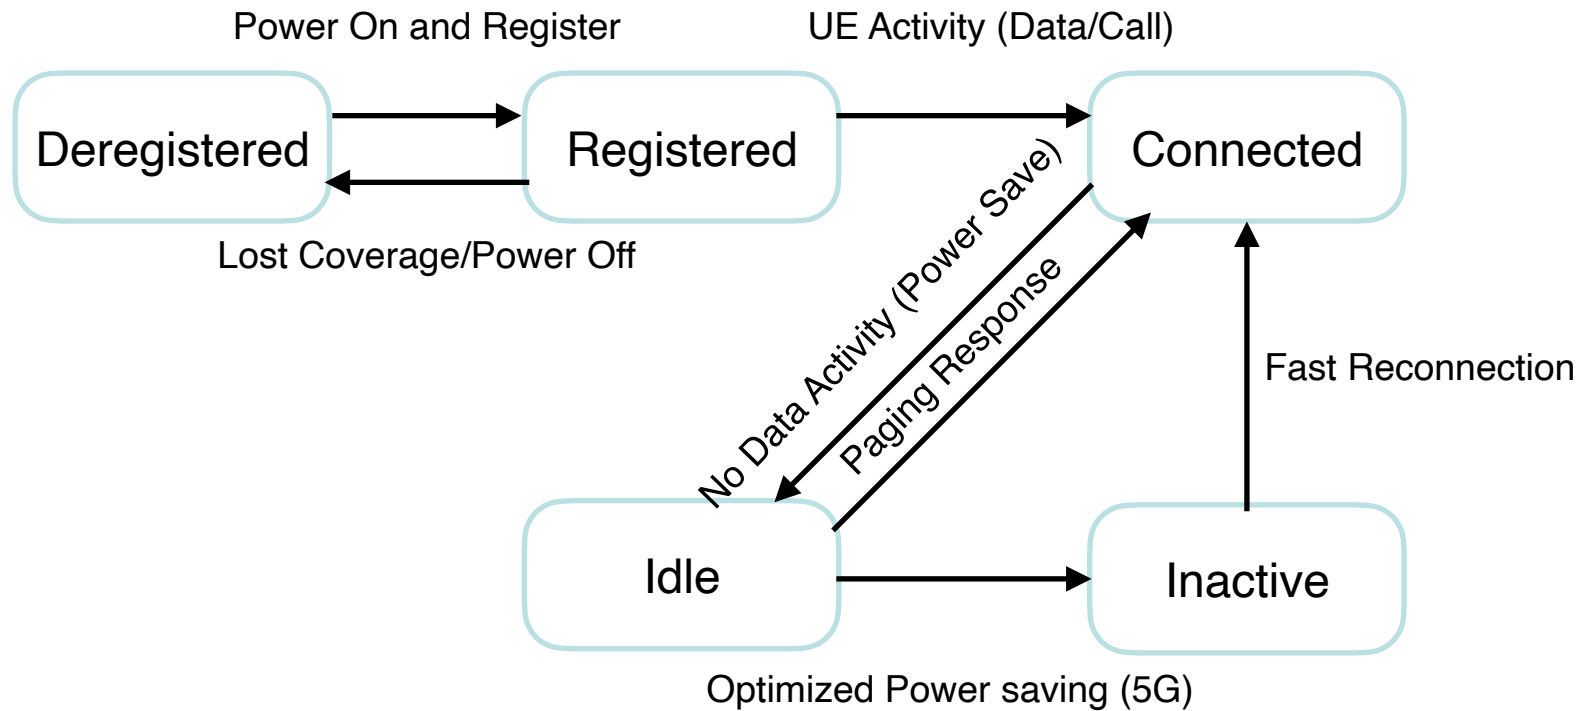 Power On and Register
UE Activity (Data/Call)
Deregistered
Registered
Connected
Lost Coverage/Power Off
No Data Activity (Power Save)
Paging Response
Fast Reconnection
Idle
Inactive
Optimized Power saving (5G)